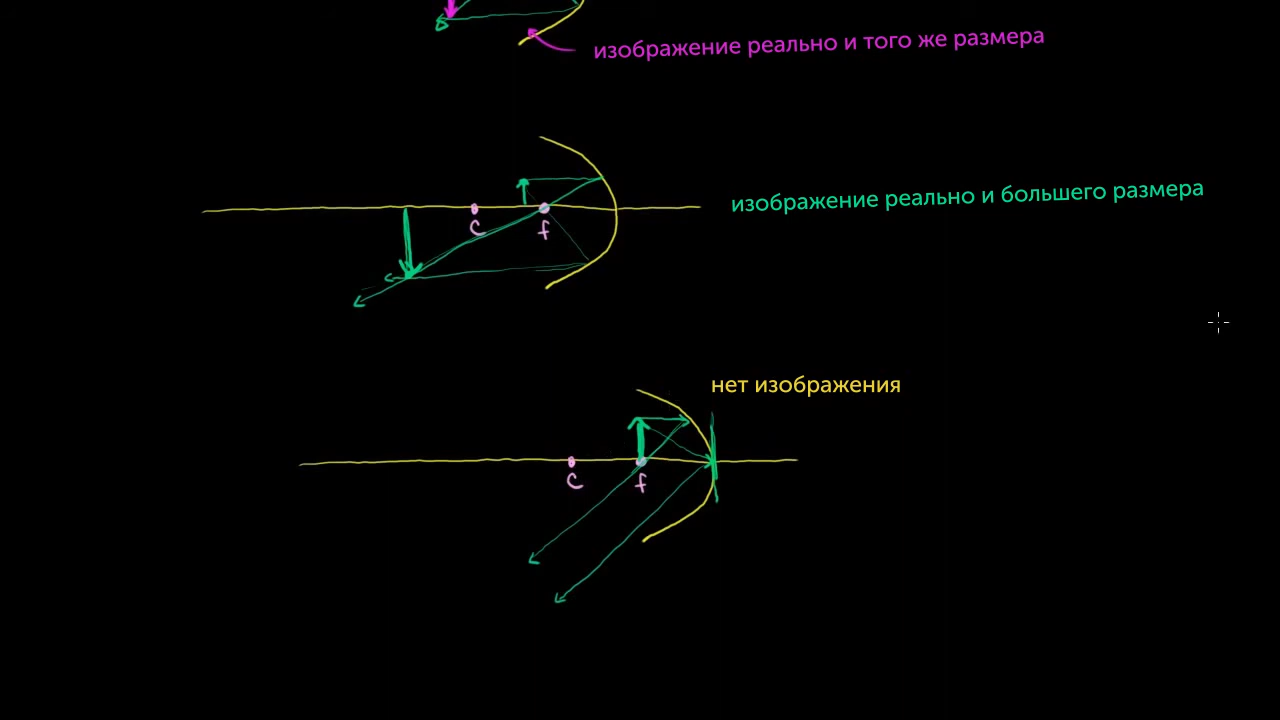 изображение реально и того же размера
изображение реально и большего размера
C f
нет изображения
C f